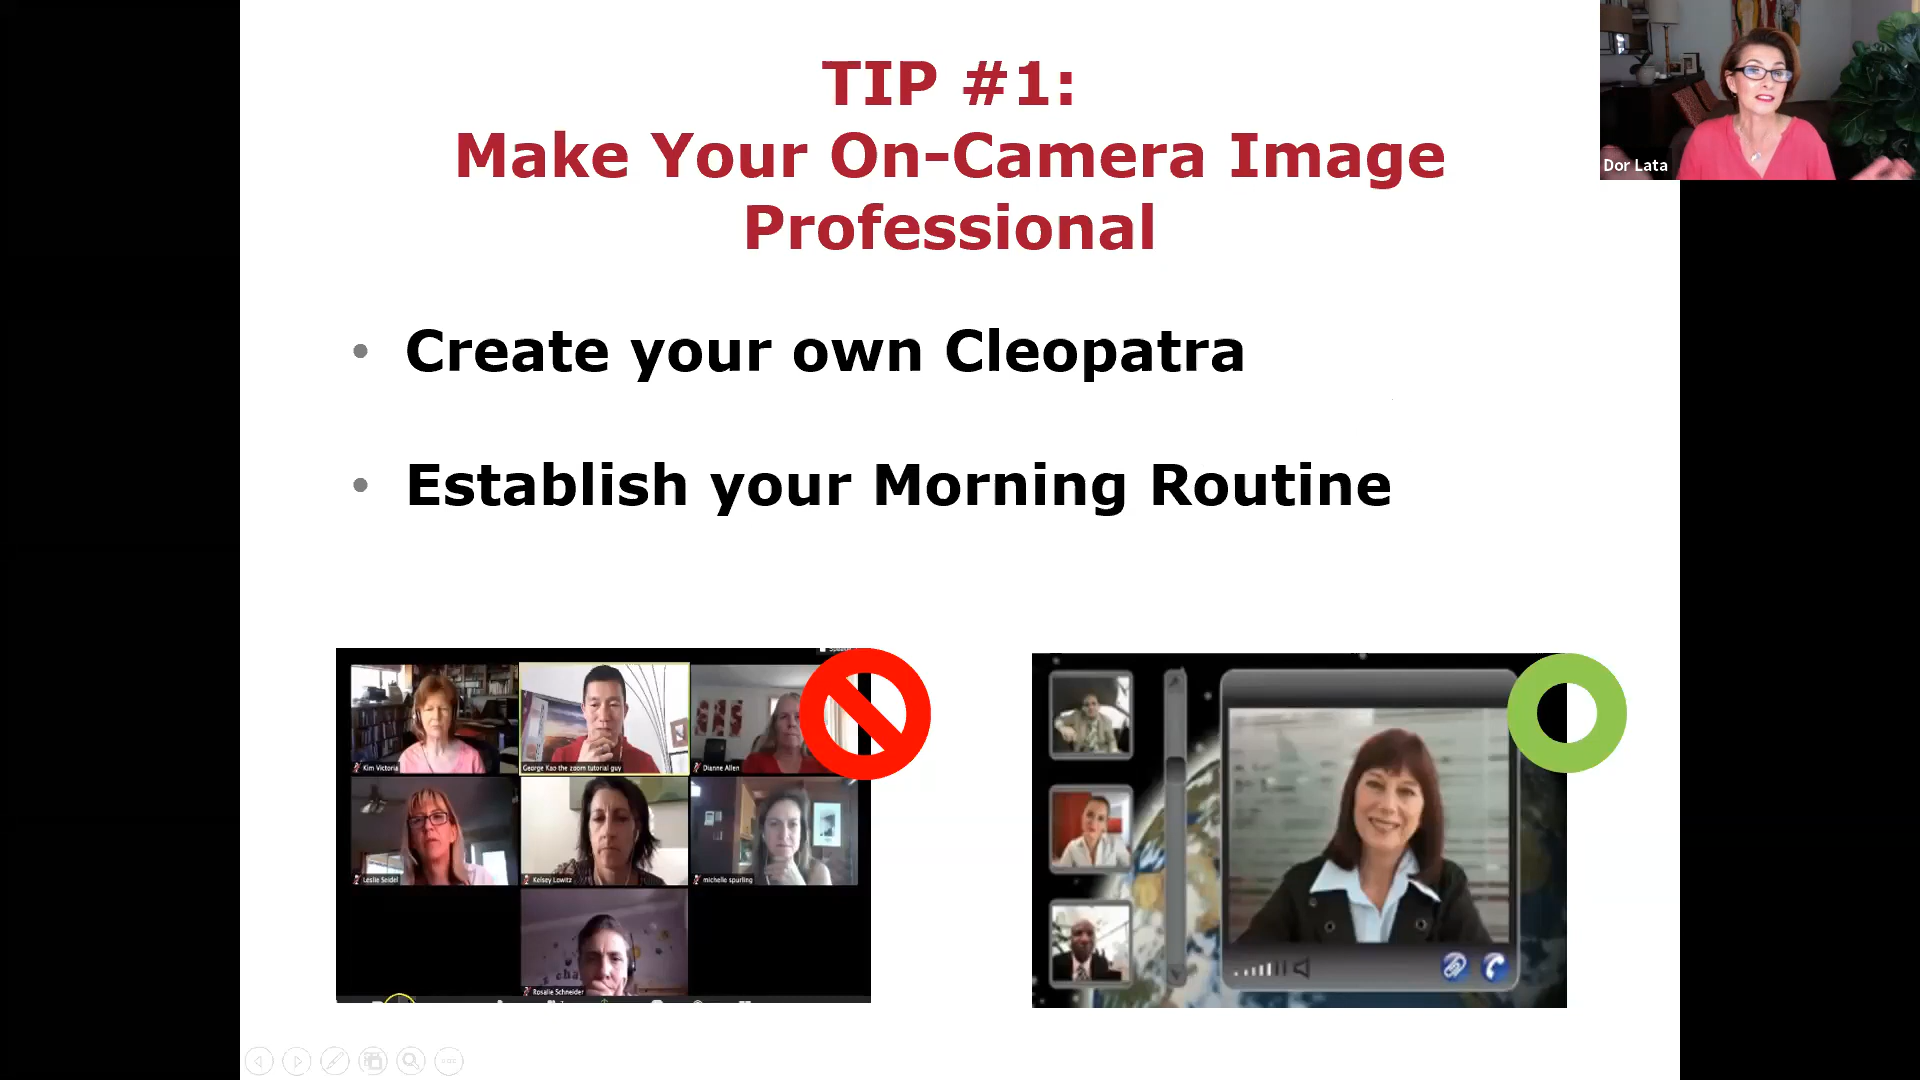 TIP #1:
Make Your On-Camera Image
Professional
Dor Lata
• Create your own Cleopatra
• Establish your Morning Routine
Kim Victoria
George Kao the zoom tutorial guy
Dianne Allen
Leslie Seidel
Kelsey Lowitz
michelle spurling
Rosalie Schneider